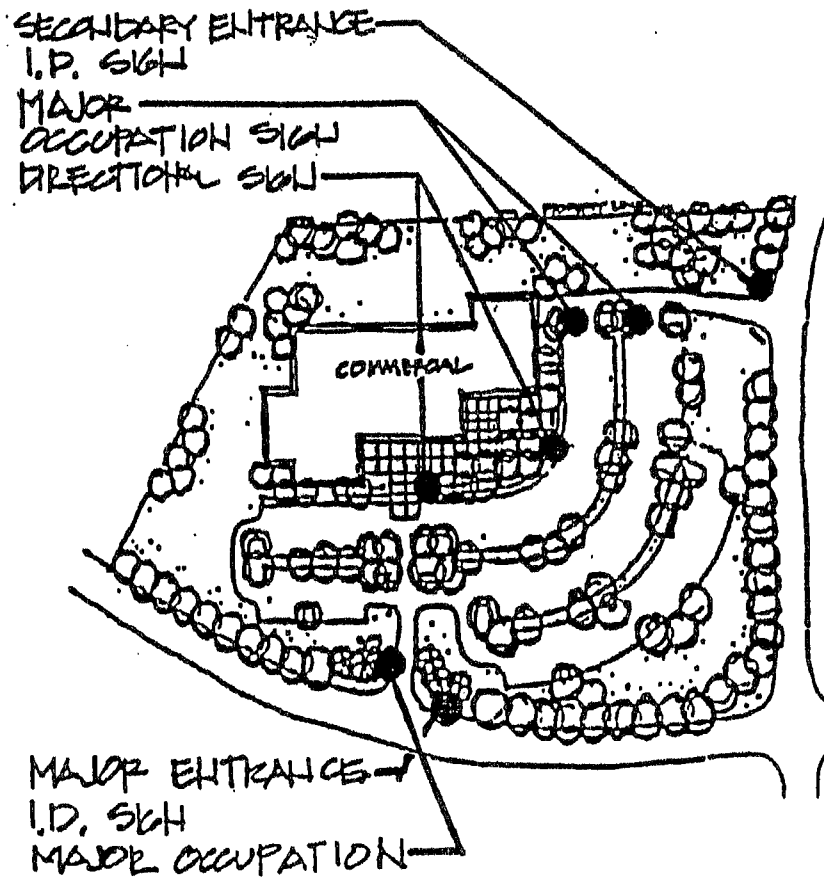 SECONDARY ENTRANCE
I.D. SIGN
MAJOR
OCCUPATION SIGN
DIRECTIONAL SIGN
COMMERCIAL
MAJOR ENTRANCE
I.D. SIGN
MAJOR OCCUPATION